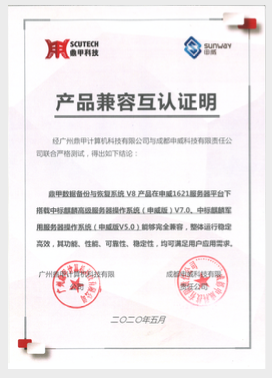 SCUTECH
鼎甲科技
SUNWAY
申威
产品兼容互认证明
经广州鼎甲计算机科技有限公司与成都申威科技有限责任公
司联合严格测试，得出如下结论：
鼎甲数据备份与恢复系统 V8 产品在申威1621服务器平台下
搭载中标麒麟高级服务器操作系统（申威版）V7.0、中标麒麟军
用服务器操作系统（申威版V5.0）能够完全兼容，整体运行稳定
高效，其功能、性能、可靠性、稳定性，均可满足用户应用需求。
广州鼎甲计算机科技有限
公司
成都申威科技有限
责任公司
二〇二〇年五月